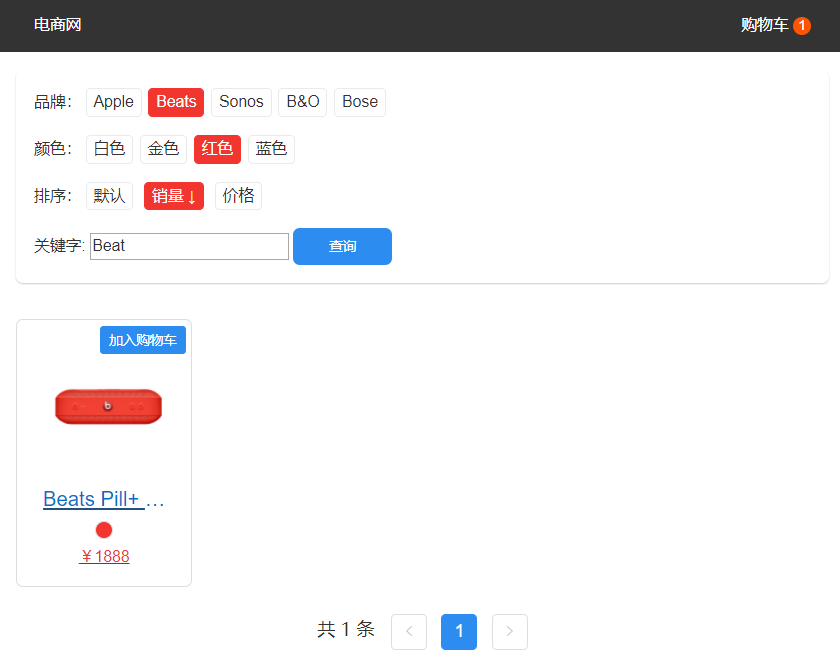 电商网
购物车 1
品牌： Apple Beats Sonos B&O Bose
颜色： 白色 金色 红色 蓝色
排序： 默认 销量↓ 价格
关键字: Beat 查询
加入购物车
b
Beats Pill+ ...
￥1888
共 1 条 < 1 >